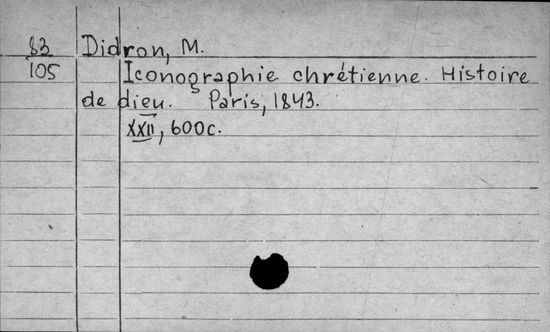 83 Didron, M.
105 Iconographie chrétienne. Histoire
de dieu. Paris, 1843.
XXII, 600c.